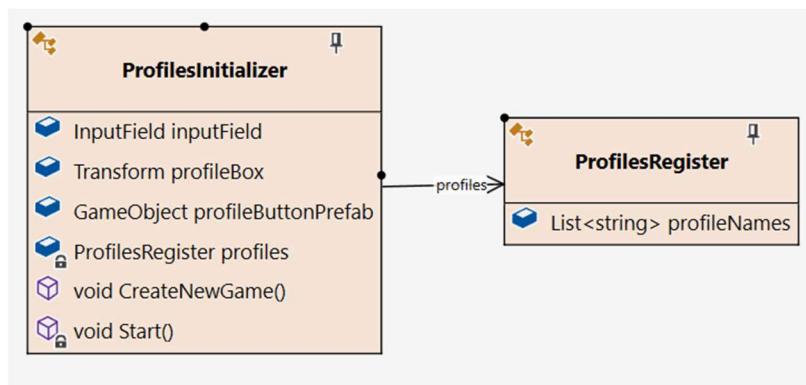 ProfilesInitializer
InputField inputField
Transform profileBox
GameObject profileButtonPrefab
ProfilesRegister profiles
void CreateNewGame()
void Start()
profiles
ProfilesRegister
List<string> profileNames